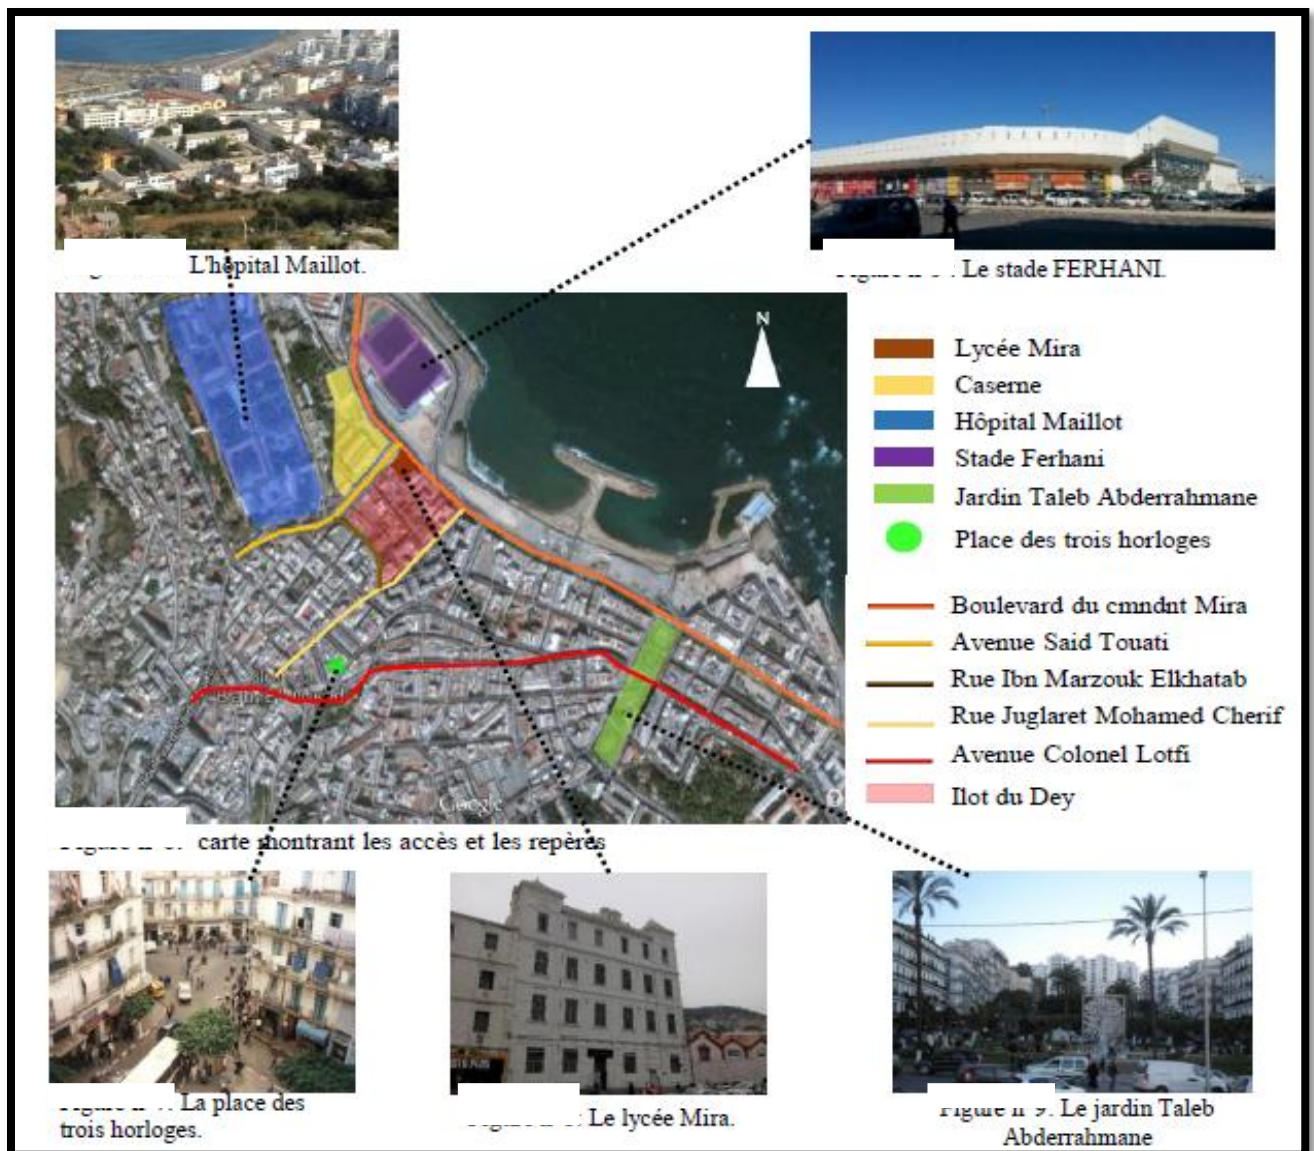 L'hôpital Maillot.
Le stade FERHANI.
N
Lycée Mira
Caserne
Hôpital Maillot
Stade Ferhani
Jardin Taleb Abderrahmane
Place des trois horloges
Boulevard du cmndnt Mira
Avenue Said Touati
Rue Ibn Marzouk Elkhatab
Rue Juglaret Mohamed Cherif
Avenue Colonel Lotfi
Ilot du Dey
Google
carte montrant les accès et les repères
La place des
trois horloges.
Le lycée Mira.
Figure n°9. Le jardin Taleb
Abderrahmane